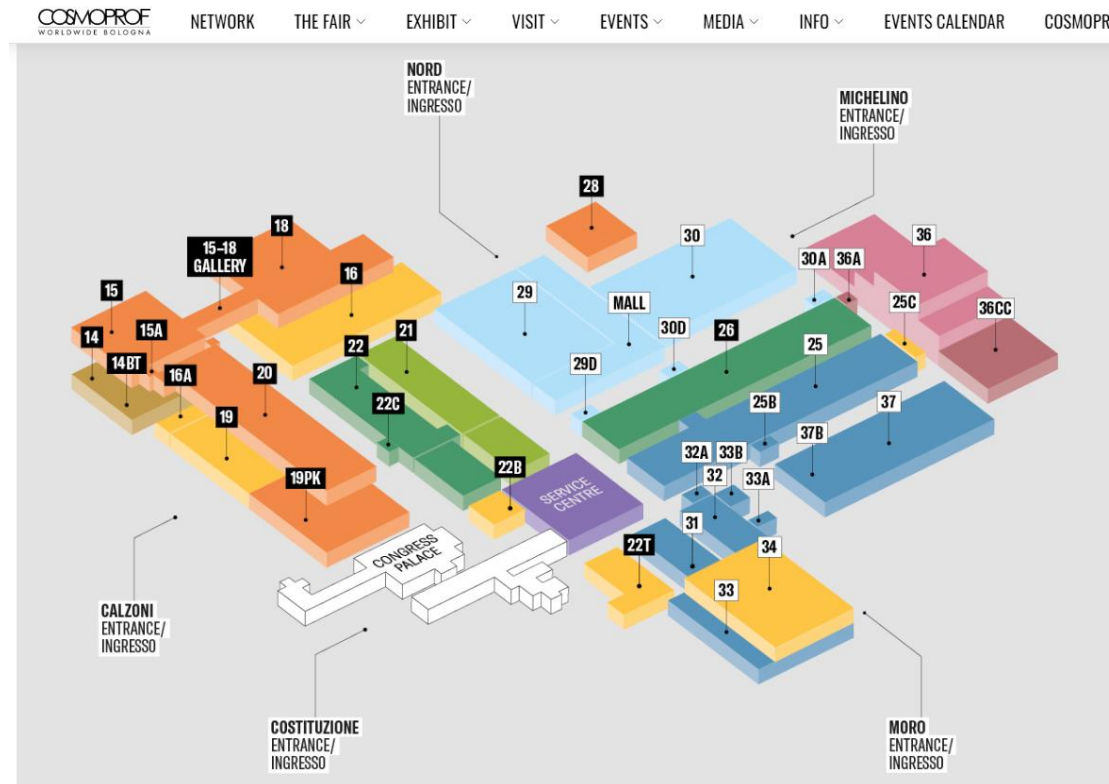 COSMOPROF
WORLDWIDE BOLOGNA
NETWORK
THE FAIR
EXHIBIT
VISIT
EVENTS
MEDIA
INFO
EVENTS CALENDAR
COSMOPR
NORD
ENTRANCE/
INGRESSO
MICHELINO
ENTRANCE/
INGRESSO
28
18
30
36
15-18
GALLERY
16
30A
36A
15
29
MALL
25C
14
15A
21
30D
26
36CC
14BT
22
25
16A
20
29D
19
22C
25B
37
37B
32A
33B
19PK
22B
SERVICE
CENTRE
32
33A
31
22T
34
CONGRESS
PALACE
33
CALZONI
ENTRANCE/
INGRESSO
COSTITUZIONE
ENTRANCE/
INGRESSO
MORO
ENTRANCE/
INGRESSO